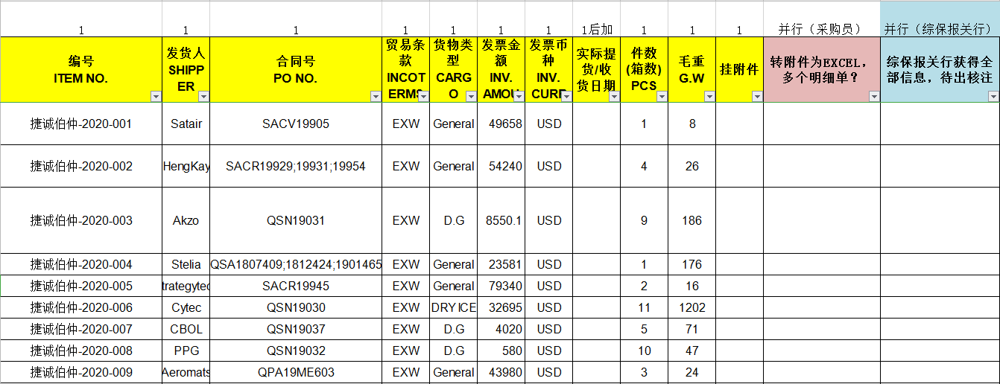 1 1 1 1 1 1 1 1后加 1 1 1 并行（采购员） 并行（综保报关行）
编号 ITEM NO. 发货人 SHIPPER 合同号 PO NO. 贸易条款 INCOTERMS 货物类型 CARGO 发票金额 INV. AMOU 发票币种 INV. CURR 实际提货/收货日期 件数(箱数) PCS 毛重 G.W 挂附件 转附件为EXCEL，多个明细单？ 综保报关行获得全部信息，待出核注
捷诚伯仲-2020-001 Satair SACV19905 EXW General 49658 USD 1 8
捷诚伯仲-2020-002 HengKay SACR19929;19931;19954 EXW General 54240 USD 4 26
捷诚伯仲-2020-003 Akzo QSN19031 EXW D.G 8550.1 USD 9 186
捷诚伯仲-2020-004 Stelia QSA1807409;1812424;1901465 EXW General 23581 USD 1 176
捷诚伯仲-2020-005 trategytec SACR19945 EXW General 79340 USD 2 16
捷诚伯仲-2020-006 Cytec QSN19030 EXW DRY ICE 32695 USD 11 1202
捷诚伯仲-2020-007 CBOL QSN19037 EXW D.G 4020 USD 5 71
捷诚伯仲-2020-008 PPG QSN19032 EXW D.G 580 USD 10 47
捷诚伯仲-2020-009 Aeromats QPA19ME603 EXW General 43980 USD 3 24